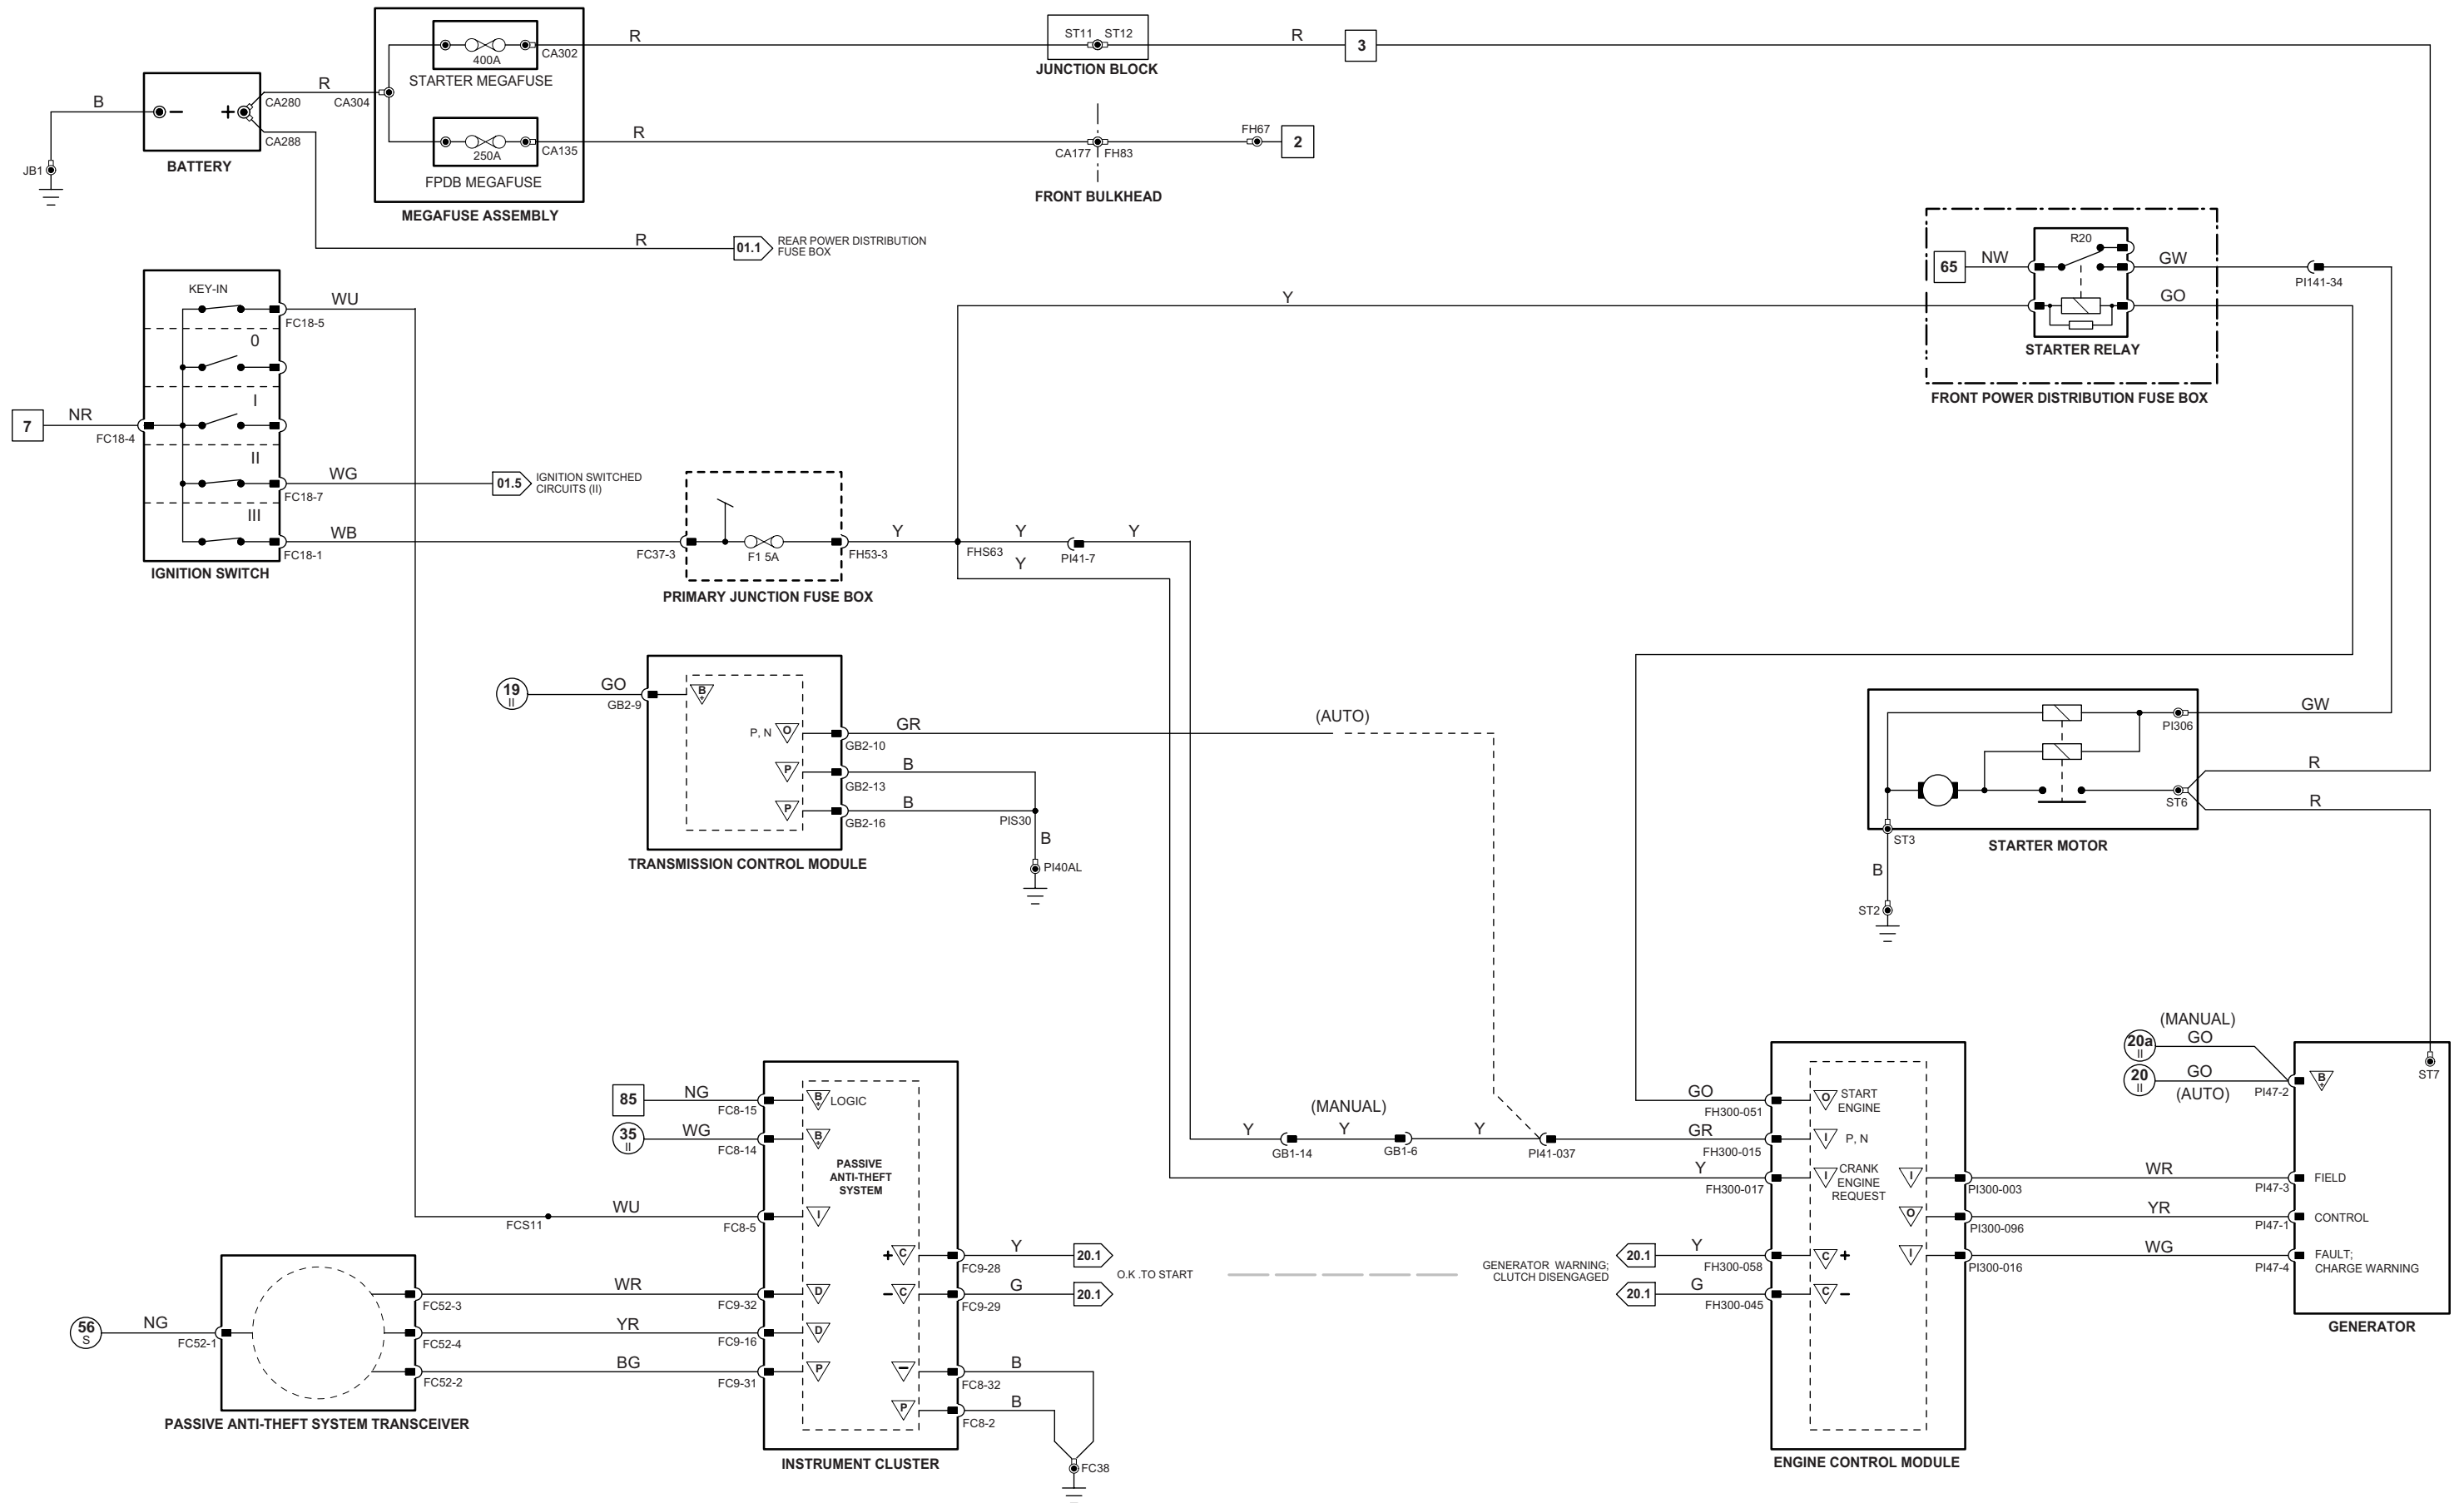 R
ST11 ST12
R
3
CA302
400A
STARTER MEGAFUSE
JUNCTION BLOCK
B
R
CA280
CA304
CA288
BATTERY
JB1
R
CA135
250A
FPDB MEGAFUSE
MEGAFUSE ASSEMBLY
CA177
FH83
FH67
2
FRONT BULKHEAD
R
01.1
REAR POWER DISTRIBUTION
FUSE BOX
65
NW
R20
GW
PI141-34
GO
STARTER RELAY
FRONT POWER DISTRIBUTION FUSE BOX
Y
KEY-IN
WU
FC18-5
0
I
7
NR
FC18-4
II
WG
FC18-7
01.5
IGNITION SWITCHED
CIRCUITS (II)
III
WB
FC18-1
IGNITION SWITCH
FC37-3
F1 5A
FH53-3
Y
FHS63
Y
PI41-7
Y
Y
PRIMARY JUNCTION FUSE BOX
19
II
GO
GB2-9
B
+
P, N
O
GR
GB2-10
(AUTO)
P
B
GB2-13
P
B
GB2-16
PIS30
B
PI40AL
TRANSMISSION CONTROL MODULE
GW
PI306
R
ST6
R
ST3
B
ST2
STARTER MOTOR
85
NG
FC8-15
B
+
LOGIC
35
II
WG
FC8-14
B
+
PASSIVE
ANTI-THEFT
SYSTEM
FCS11
WU
FC8-5
I
+
C
Y
FC9-28
20.1
–
C
G
FC9-29
20.1
O.K .TO START
WR
FC52-3
FC9-32
D
56
S
NG
FC52-1
YR
FC52-4
FC9-16
D
BG
FC52-2
FC9-31
P
–
B
FC8-32
P
B
FC8-2
FC38
PASSIVE ANTI-THEFT SYSTEM TRANSCEIVER
INSTRUMENT CLUSTER
(MANUAL)
Y
GB1-14
Y
GB1-6
Y
PI41-037
GO
FH300-051
O
START
ENGINE
GR
FH300-015
I
P, N
Y
FH300-017
I
CRANK
ENGINE
REQUEST
GENERATOR WARNING;
CLUTCH DISENGAGED
20.1
Y
FH300-058
C
+
20.1
G
FH300-045
C
–
I
PI300-003
WR
PI47-3
FIELD
O
PI300-096
YR
PI47-1
CONTROL
I
PI300-016
WG
PI47-4
FAULT;
CHARGE WARNING
ENGINE CONTROL MODULE
(MANUAL)
20a
II
GO
20
II
GO
(AUTO)
PI47-2
B
+
ST7
GENERATOR